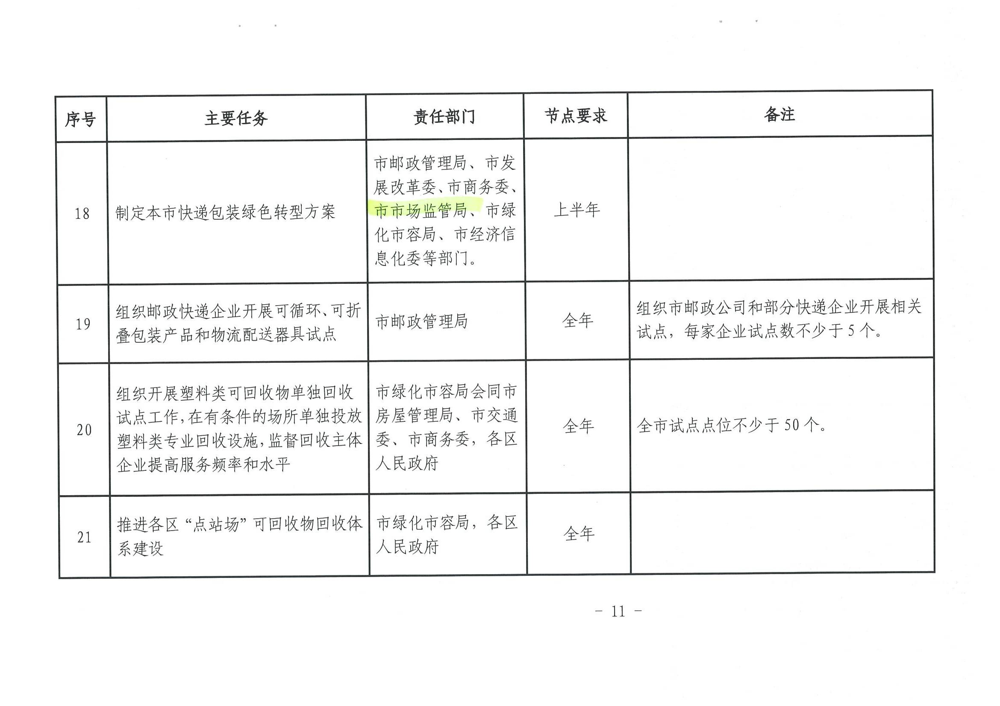 序号 主要任务 责任部门 节点要求 备注
18
制定本市快递包装绿色转型方案
市邮政管理局、市发
展改革委、市商务委、
市市场监管局、市绿
化市容局、市经济信
息化委等部门。
上半年
19
组织邮政快递企业开展可循环、可折
叠包装产品和物流配送器具试点
市邮政管理局
全年
组织市邮政公司和部分快递企业开展相关
试点，每家企业试点数不少于 5 个。
20
组织开展塑料类可回收物单独回收
试点工作，在有条件的场所单独投放
塑料类专业回收设施，监督回收主体
企业提高服务频率和水平
市绿化市容局会同市
房屋管理局、市交通
委、市商务委，各区
人民政府
全年
全市试点点位不少于 50 个。
21
推进各区“点站场”可回收物回收体
系建设
市绿化市容局，各区
人民政府
全年
－ 11 －